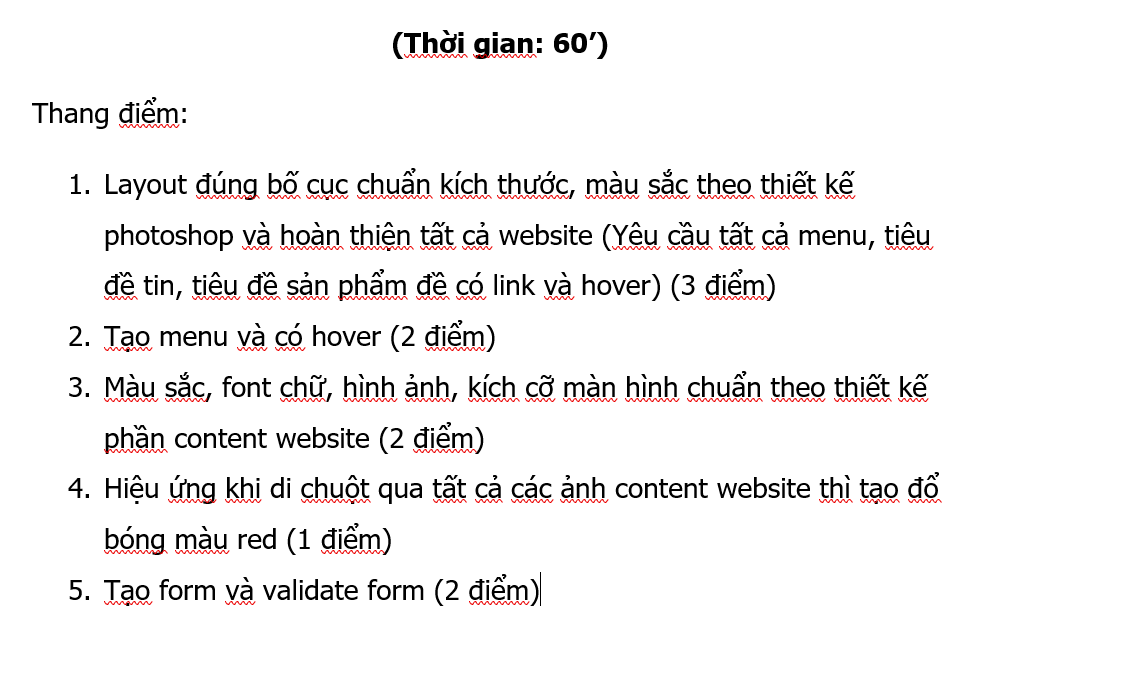 (Thời gian: 60’)
Thang điểm:
1. Layout đúng bố cục chuẩn kích thước, màu sắc theo thiết kế
photoshop và hoàn thiện tất cả website (Yêu cầu tất cả menu, tiêu
đề tin, tiêu đề sản phẩm đề có link và hover) (3 điểm)
2. Tạo menu và có hover (2 điểm)
3. Màu sắc, font chữ, hình ảnh, kích cỡ màn hình chuẩn theo thiết kế
phần content website (2 điểm)
4. Hiệu ứng khi di chuột qua tất cả các ảnh content website thì tạo đổ
bóng màu red (1 điểm)
5. Tạo form và validate form (2 điểm)